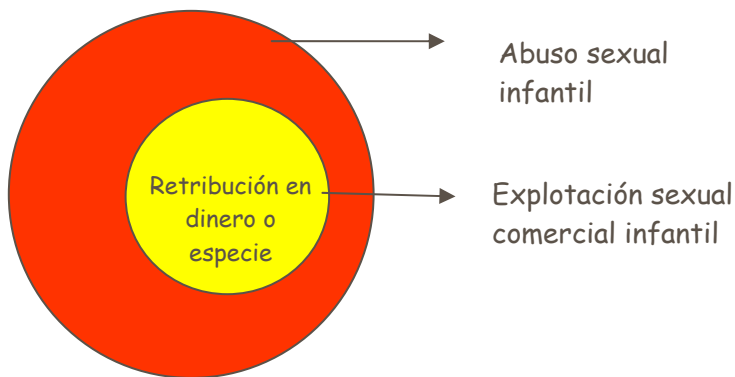 Abuso sexual
infantil
Retribución en
dinero o
especie
Explotación sexual
comercial infantil